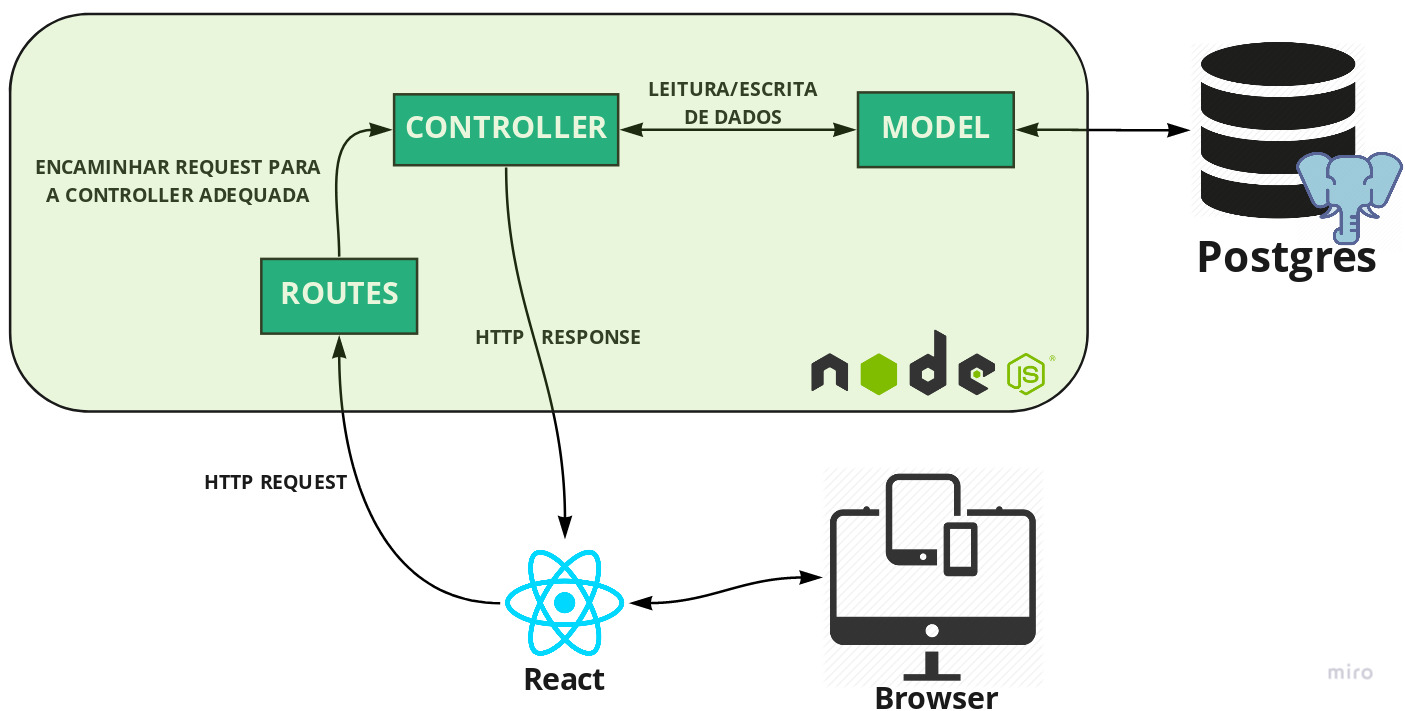 LEITURA/ESCRITA
DE DADOS
CONTROLLER
MODEL
ENCAMINHAR REQUEST PARA
A CONTROLLER ADEQUADA
Postgres
ROUTES
HTTP RESPONSE
node
JS
®
HTTP REQUEST
React
Browser
miro